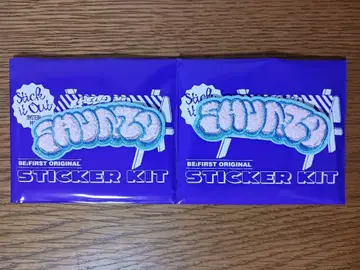 Stick
it Out
SHUNTO
BE:FIRST ORIGINAL
STICKER KIT
Stick
it
SHUNTO
BE:FIRST ORIGINAL
STICKER KIT